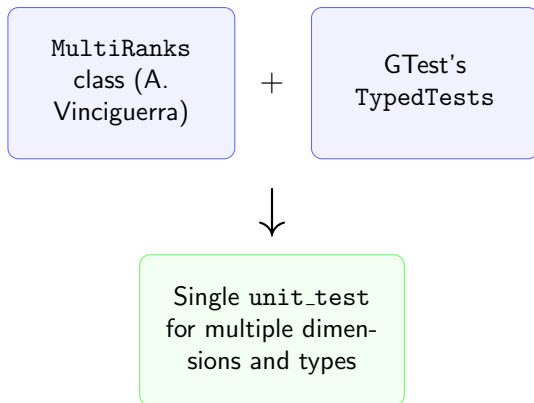 MultiRanks
class (A.
Vinciguerra)
+
GTest's
TypedTests
Single unit_test
for multiple dimen-
sions and types